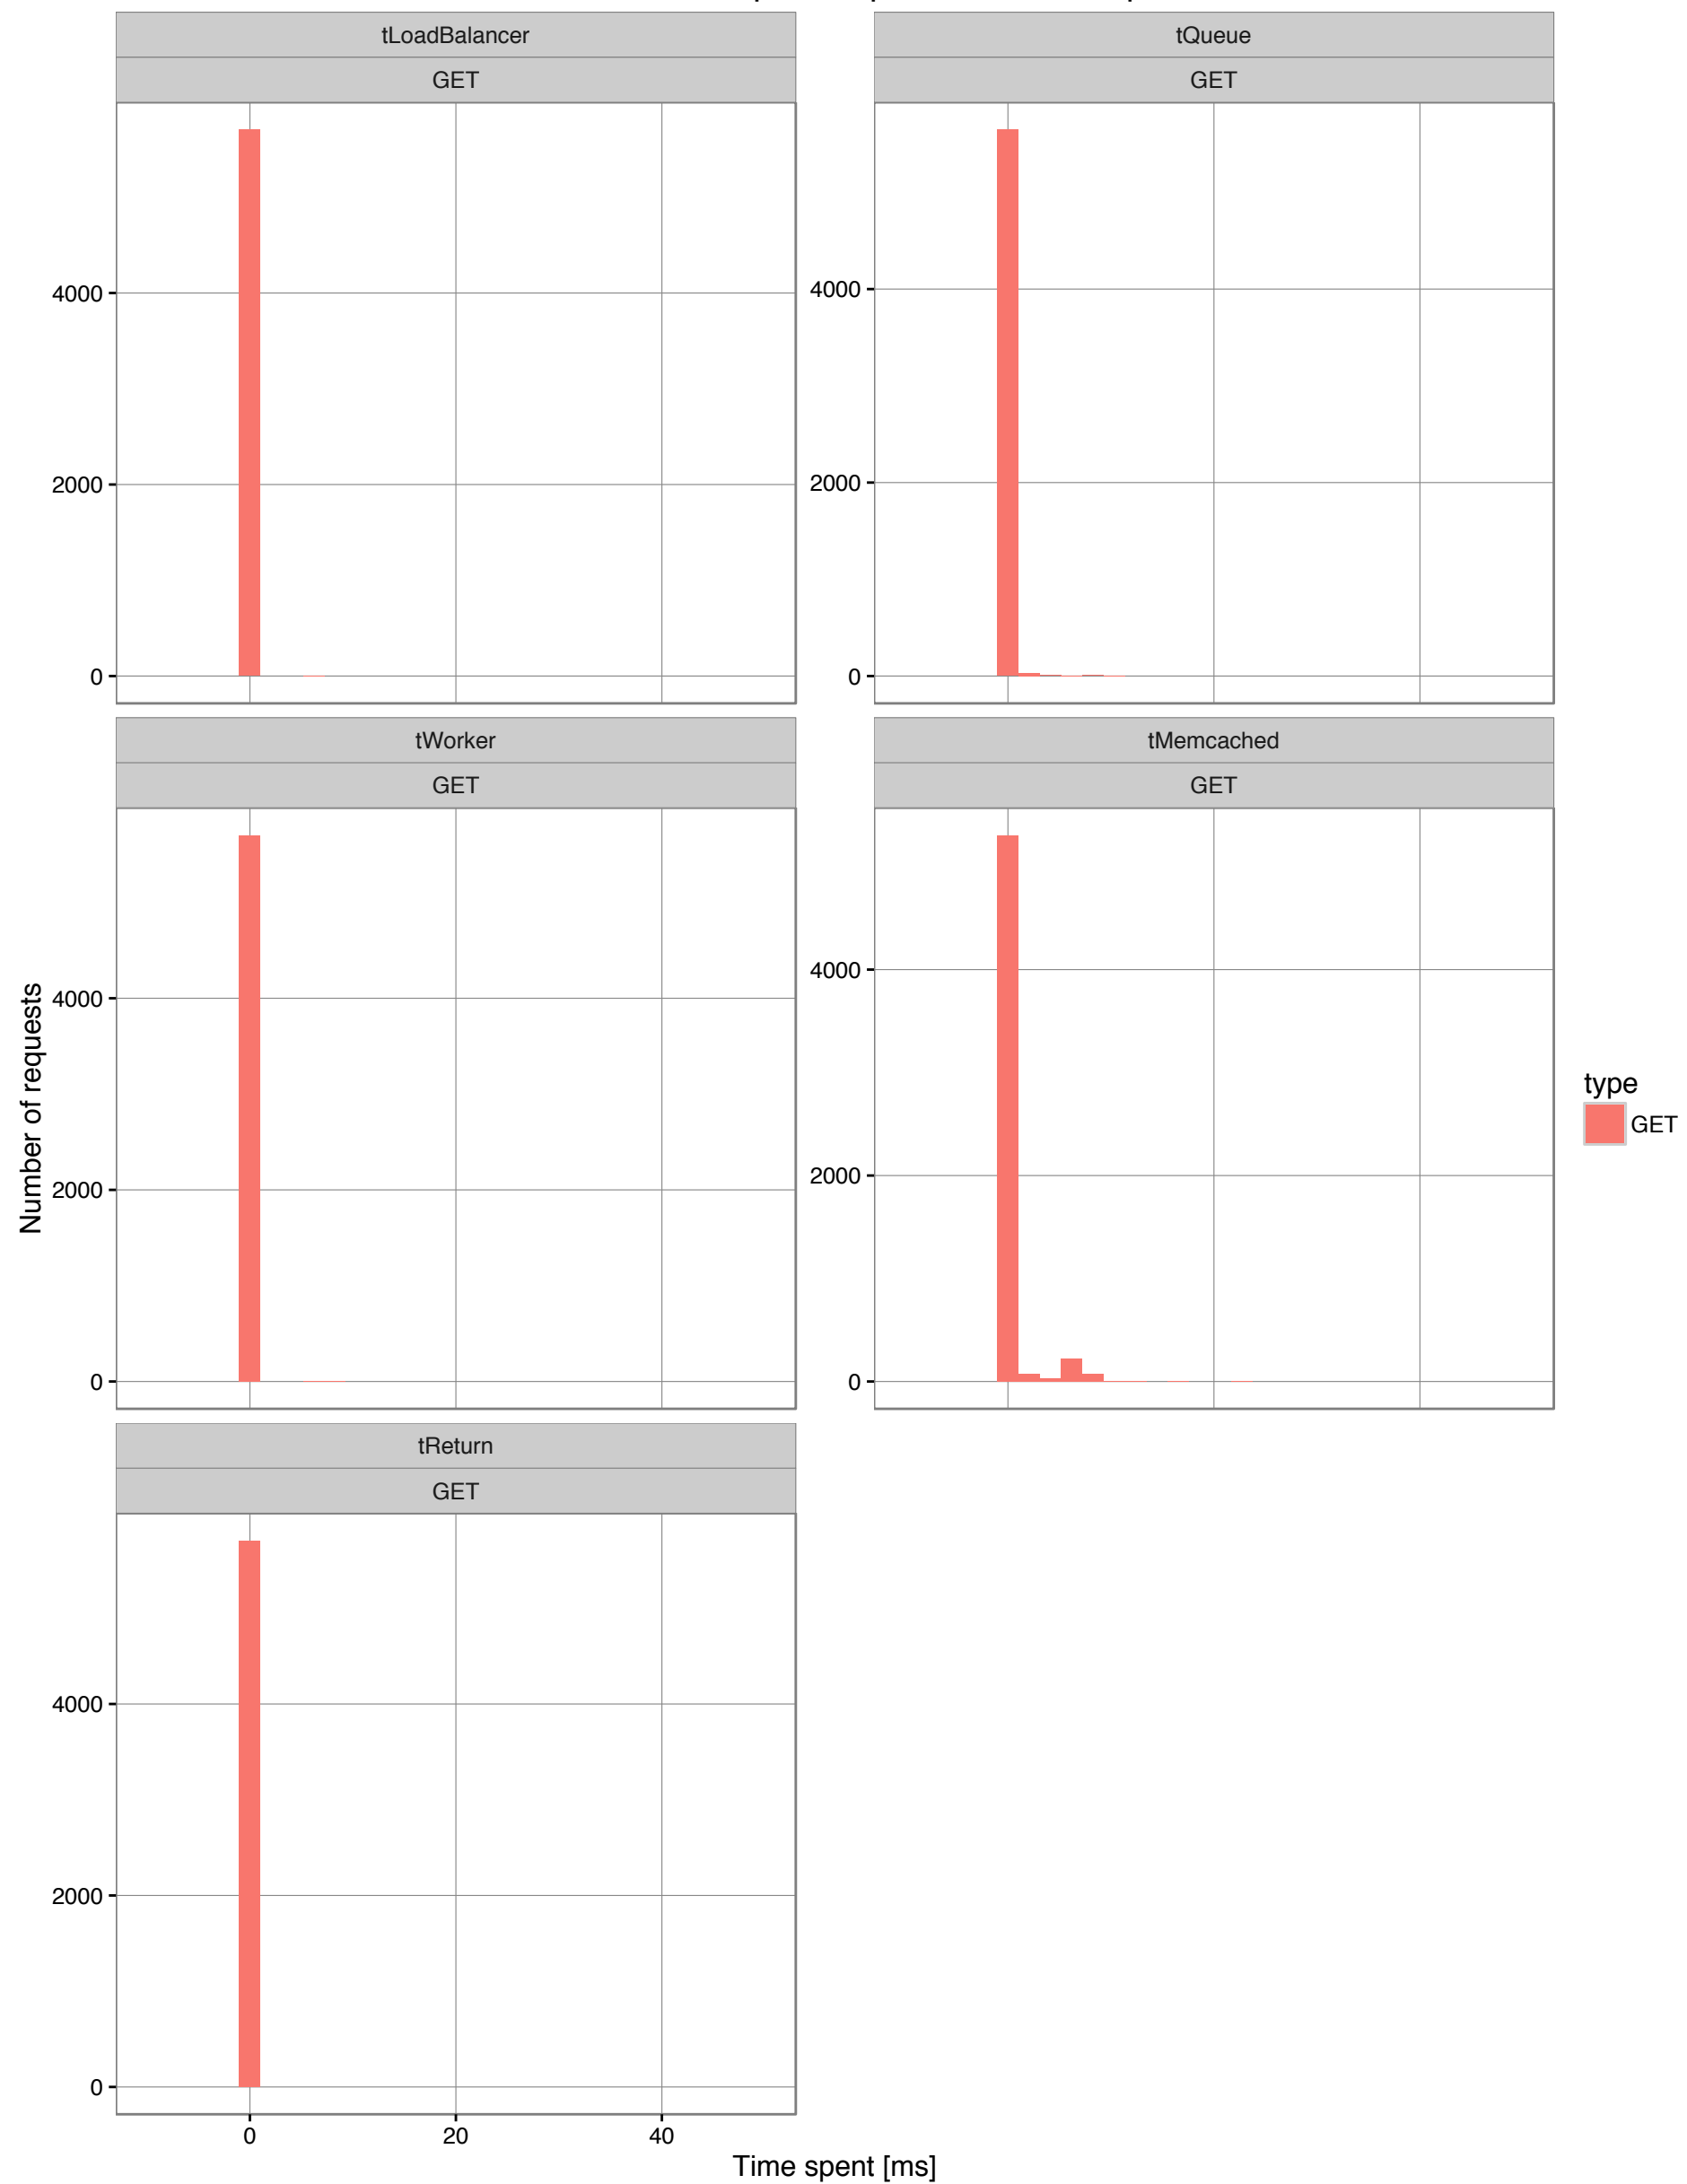 tLoadBalancer
GET
4000
2000
0
tQueue
GET
4000
2000
0
tWorker
GET
4000
2000
0
tMemcached
GET
4000
2000
0
tReturn
GET
4000
2000
0
0 20 40
Number of requests
Time spent [ms]
type
GET